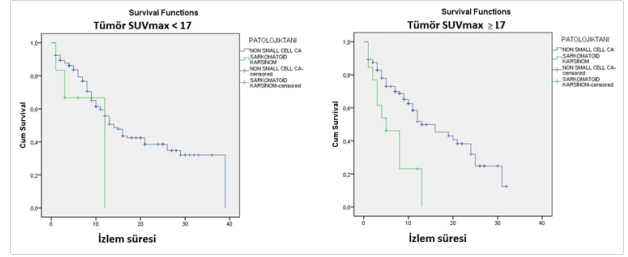 Survival Functions
Tümör SUVmax < 17
PATOLOJIKTANI
NON SMALL CELL CA
SARKOMATOİD
KARSİNOM
NON SMALL CELL CA-
censored
SARKOMATOİD
KARSİNOM-censored
Cum Survival
1,0
0,8
0,6
0,4
0,2
0,0
0
10
20
30
40
İzlem süresi
Survival Functions
Tümör SUVmax ≥ 17
PATOLOJIKTANI
NON SMALL CELL CA
SARKOMATOİD
KARSİNOM
NON SMALL CELL CA-
censored
SARKOMATOİD
KARSİNOM-censored
Cum Survival
1,0
0,8
0,6
0,4
0,2
0,0
0
10
20
30
40
İzlem süresi